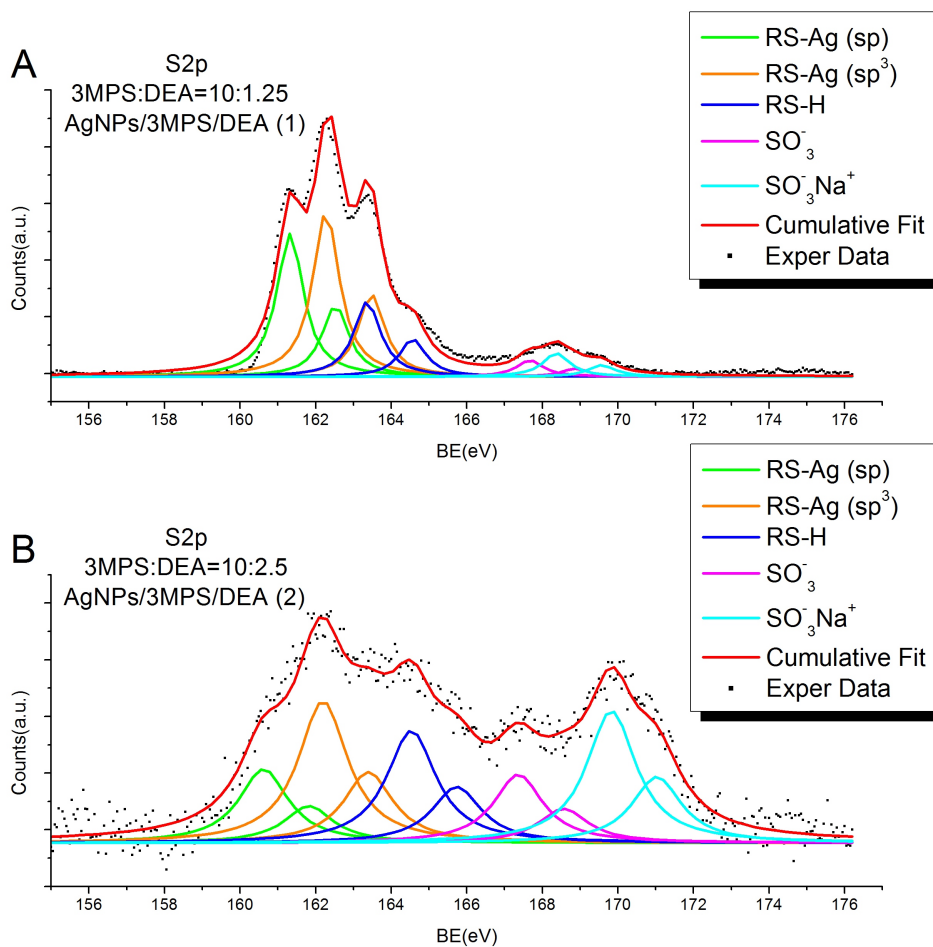 A
S2p
3MPS:DEA=10:1.25
AgNPs/3MPS/DEA (1)
RS-Ag (sp)
RS-Ag (sp³)
RS-H
SO₃⁻
SO₃⁻Na⁺
Cumulative Fit
Exper Data
Counts(a.u.)
156 158 160 162 164 166 168 170 172 174 176
BE(eV)
B
S2p
3MPS:DEA=10:2.5
AgNPs/3MPS/DEA (2)
RS-Ag (sp)
RS-Ag (sp³)
RS-H
SO₃⁻
SO₃⁻Na⁺
Cumulative Fit
Exper Data
Counts(a.u.)
156 158 160 162 164 166 168 170 172 174 176
BE(eV)